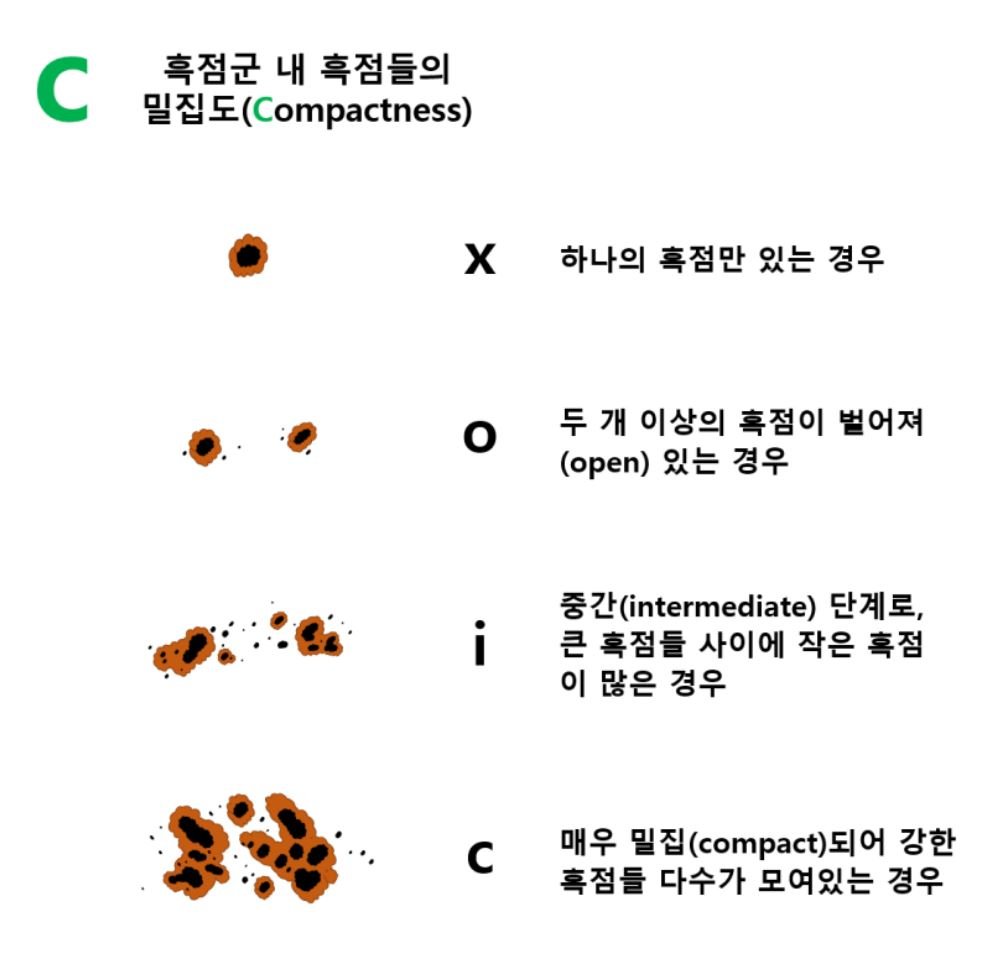 C
흑점군 내 흑점들의
밀집도(Compactness)
X
하나의 흑점만 있는 경우
O
두 개 이상의 흑점이 벌어져
(open) 있는 경우
i
중간(intermediate) 단계로,
큰 흑점들 사이에 작은 흑점
이 많은 경우
c
매우 밀집(compact)되어 강한
흑점들 다수가 모여있는 경우